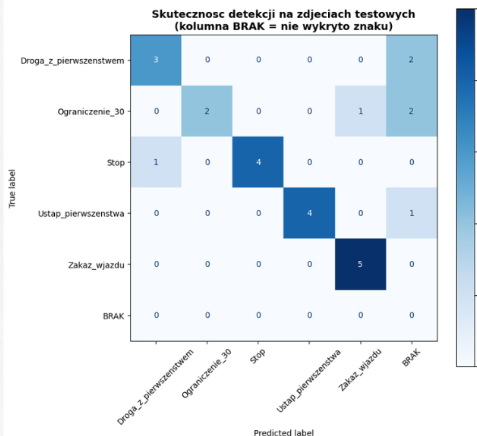 Skutecznosc detekcji na zdjeciach testowych
(kolumna BRAK = nie wykryto znaku)
True label
Droga_z_pierwszenstwem 3 0 0 0 0 2
Ograniczenie_30 0 2 0 0 1 2
Stop 1 0 4 0 0 0
Ustap_pierwszenstwa 0 0 0 4 0 1
Zakaz_wjazdu 0 0 0 0 5 0
BRAK 0 0 0 0 0 0
Droga_z_pierwszenstwem
Ograniczenie_30
Stop
Ustap_pierwszenstwa
Zakaz_wjazdu
BRAK
Predicted label